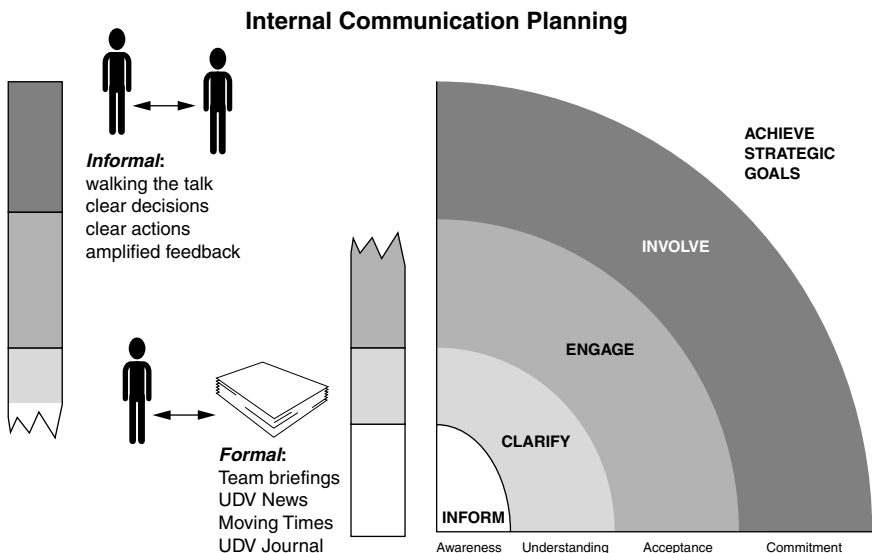 Internal Communication Planning
Informal:
walking the talk
clear decisions
clear actions
amplified feedback
Formal:
Team briefings
UDV News
Moving Times
UDV Journal
ACHIEVE
STRATEGIC
GOALS
INVOLVE
ENGAGE
CLARIFY
INFORM
Awareness Understanding Acceptance Commitment